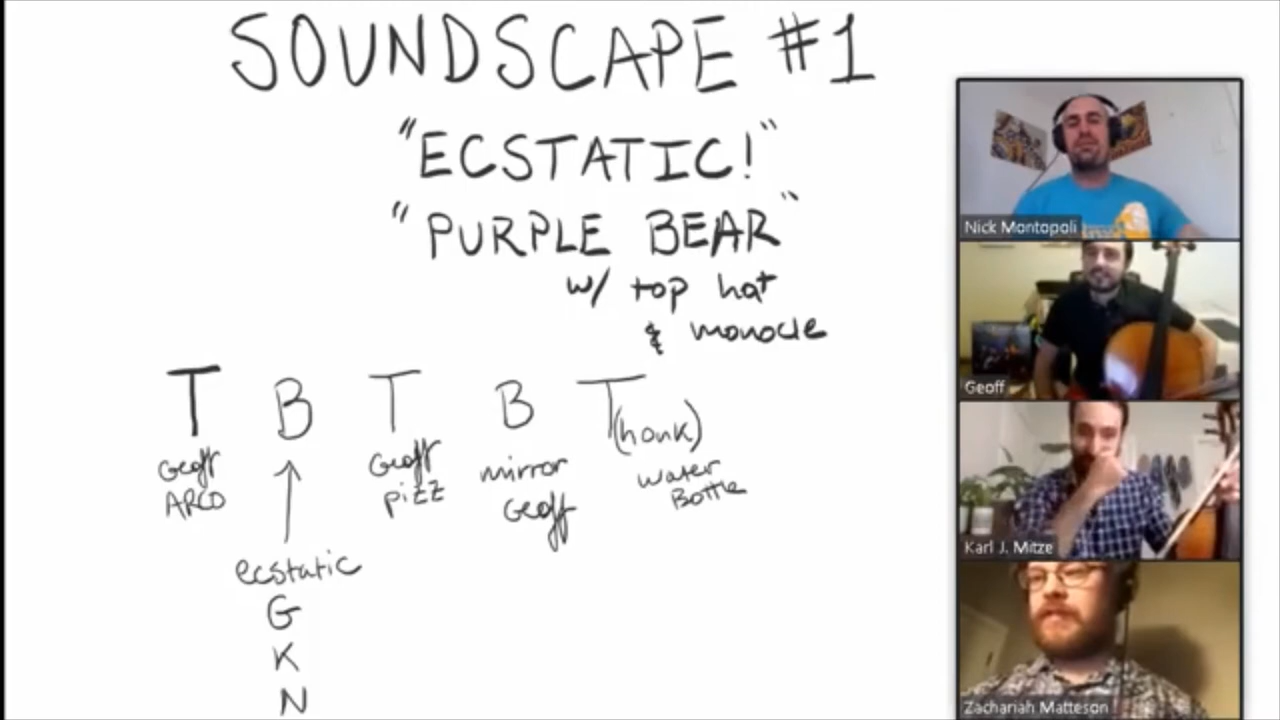 SOUNDSCAPE #1
"ECSTATIC!"
"PURPLE BEAR"
w/ top hat
& monocle
T B T B T(honk)
Geoff ARCO
Geoff pizz
mirror Geoff
water Bottle
ecstatic
G
K
N
Nick Montopoli
Geoff
Karl J. Mitze
Zachariah Matteson